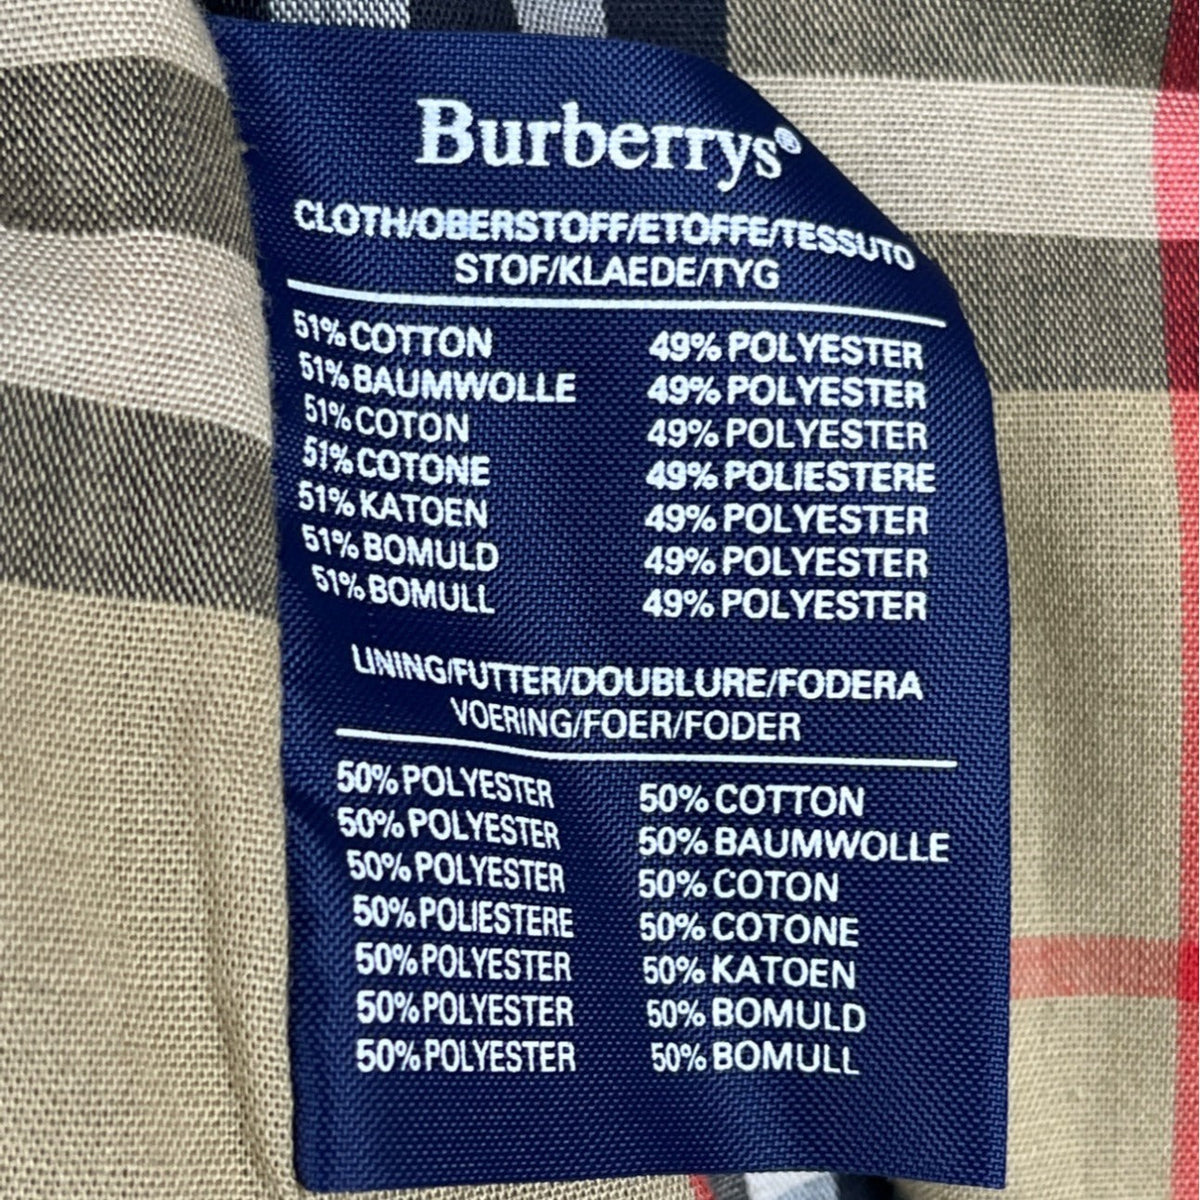 Burberrys®
CLOTH/OBERSTOFF/ETOFFE/TESSUTO
STOF/KLAEDE/TYG
51% COTTON 49% POLYESTER
51% BAUMWOLLE 49% POLYESTER
51% COTON 49% POLYESTER
51% COTONE 49% POLIESTERE
51% KATOEN 49% POLYESTER
51% BOMULD 49% POLYESTER
51% BOMULL 49% POLYESTER
LINING/FUTTER/DOUBLURE/FODERA
VOERING/FOER/FODER
50% POLYESTER 50% COTTON
50% POLYESTER 50% BAUMWOLLE
50% POLYESTER 50% COTON
50% POLIESTERE 50% COTONE
50% POLYESTER 50% KATOEN
50% POLYESTER 50% BOMULD
50% POLYESTER 50% BOMULL